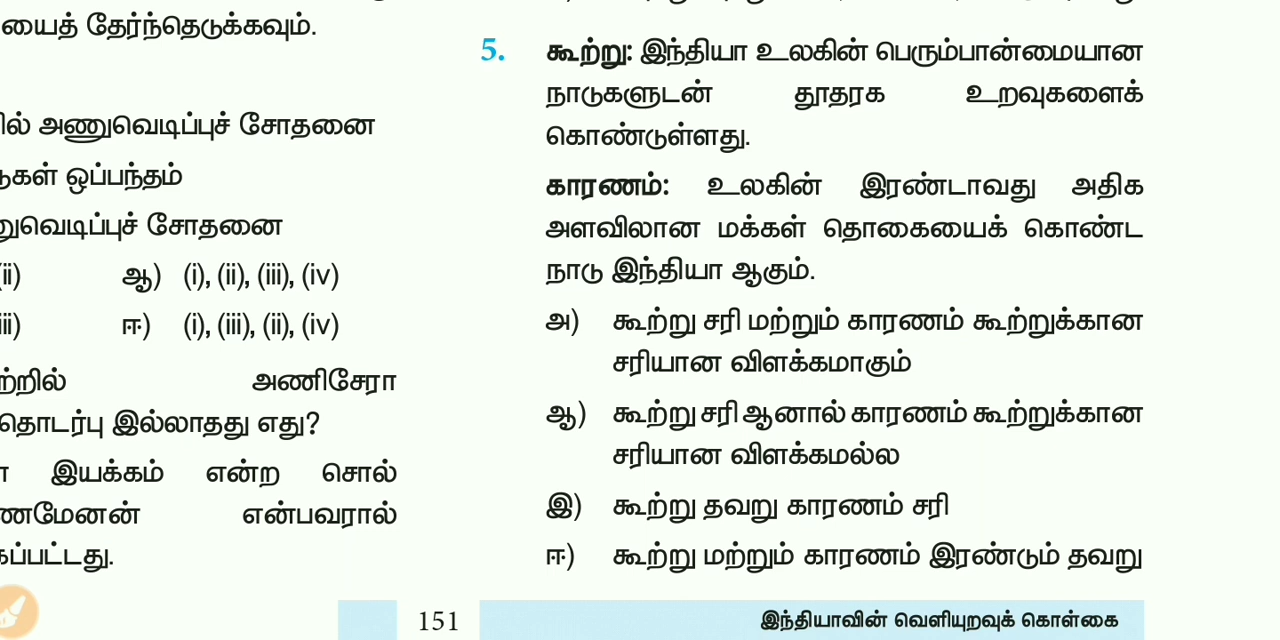 யைத் தேர்ந்தெடுக்கவும்.
ில் அணுவெடிப்புச் சோதனை
கள் ஒப்பந்தம்
ணுவெடிப்புச் சோதனை
ii)
ஆ) (i), (ii), (iii), (iv)
iii)
ஈ) (i), (iii), (ii), (iv)
ற்றில் அணிசேரா
தொடர்பு இல்லாதது எது?
இயக்கம் என்ற சொல்
ணமேனன் என்பவரால்
கப்பட்டது.
5. கூற்று: இந்தியா உலகின் பெரும்பான்மையான
நாடுகளுடன் தூதரக உறவுகளைக்
கொண்டுள்ளது.
காரணம்: உலகின் இரண்டாவது அதிக
அளவிலான மக்கள் தொகையைக் கொண்ட
நாடு இந்தியா ஆகும்.
அ) கூற்று சரி மற்றும் காரணம் கூற்றுக்கான
சரியான விளக்கமாகும்
ஆ) கூற்று சரி ஆனால் காரணம் கூற்றுக்கான
சரியான விளக்கமல்ல
இ) கூற்று தவறு காரணம் சரி
ஈ) கூற்று மற்றும் காரணம் இரண்டும் தவறு
151 இந்தியாவின் வெளியுறவுக் கொள்கை